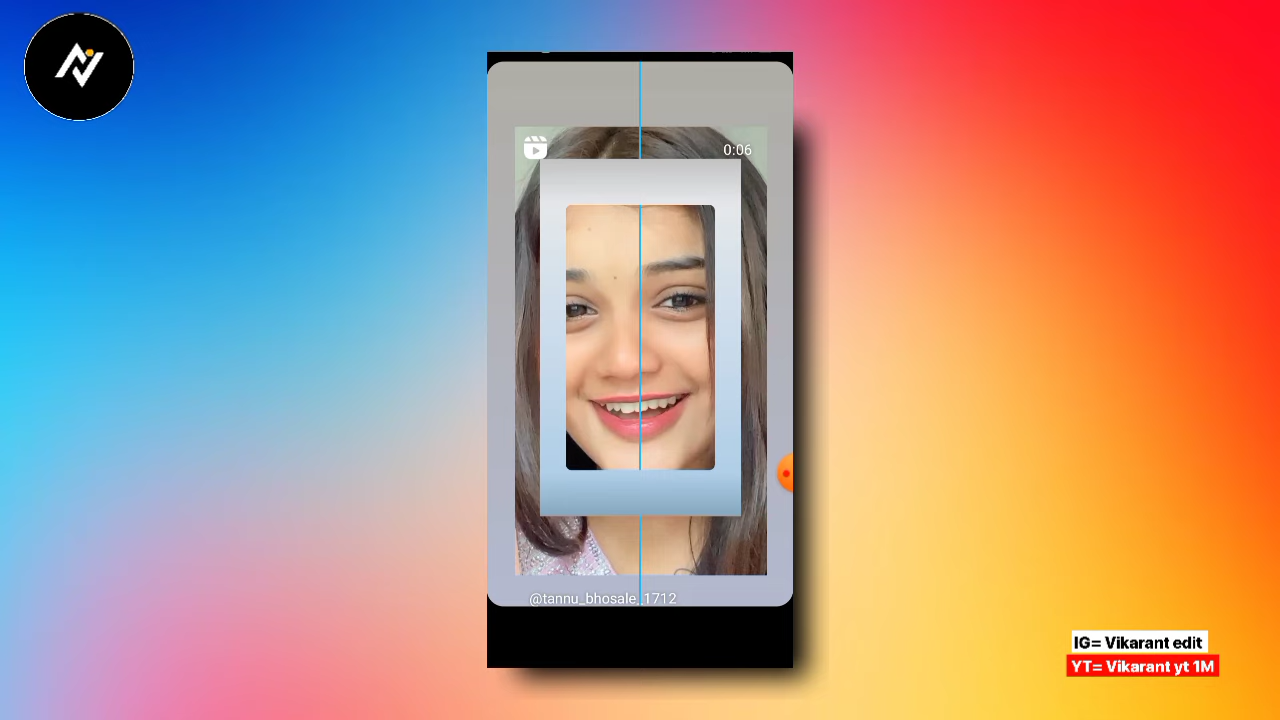 0:06
@tannu_bhosale_1712
IG= Vikarant edit
YT= Vikarant yt 1M